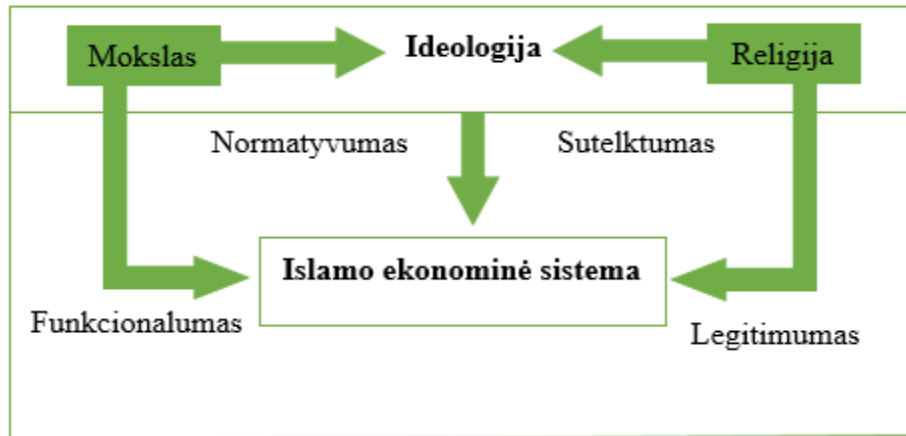 Mokslas
Ideologija
Religija
Normatyvumas
Sutelktumas
Islamo ekonominė sistema
Funkcionalumas
Legitimumas